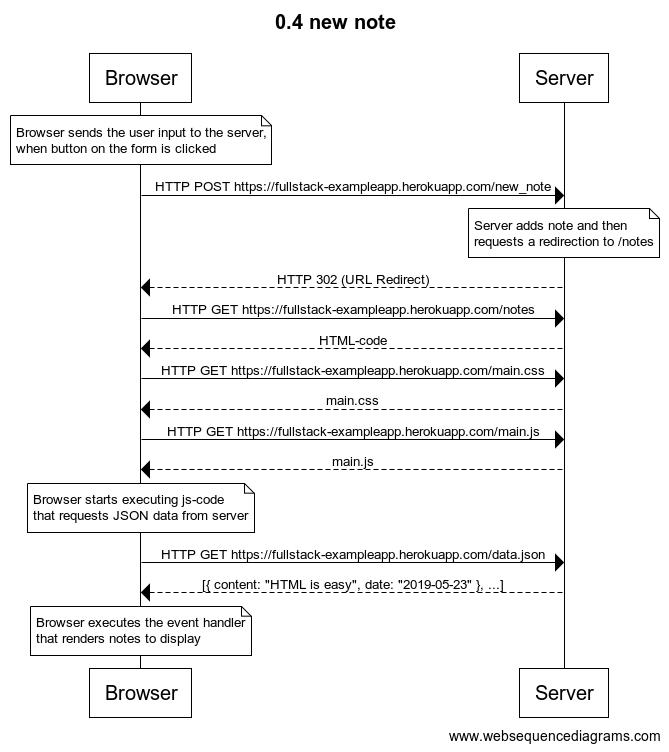 0.4 new note
Browser
Server
Browser sends the user input to the server,
when button on the form is clicked
HTTP POST https://fullstack-exampleapp.herokuapp.com/new_note
Server adds note and then
requests a redirection to /notes
HTTP 302 (URL Redirect)
HTTP GET https://fullstack-exampleapp.herokuapp.com/notes
HTML-code
HTTP GET https://fullstack-exampleapp.herokuapp.com/main.css
main.css
HTTP GET https://fullstack-exampleapp.herokuapp.com/main.js
main.js
Browser starts executing js-code
that requests JSON data from server
HTTP GET https://fullstack-exampleapp.herokuapp.com/data.json
[{ content: "HTML is easy", date: "2019-05-23" }, ...]
Browser executes the event handler
that renders notes to display
Browser
Server
www.websequencediagrams.com